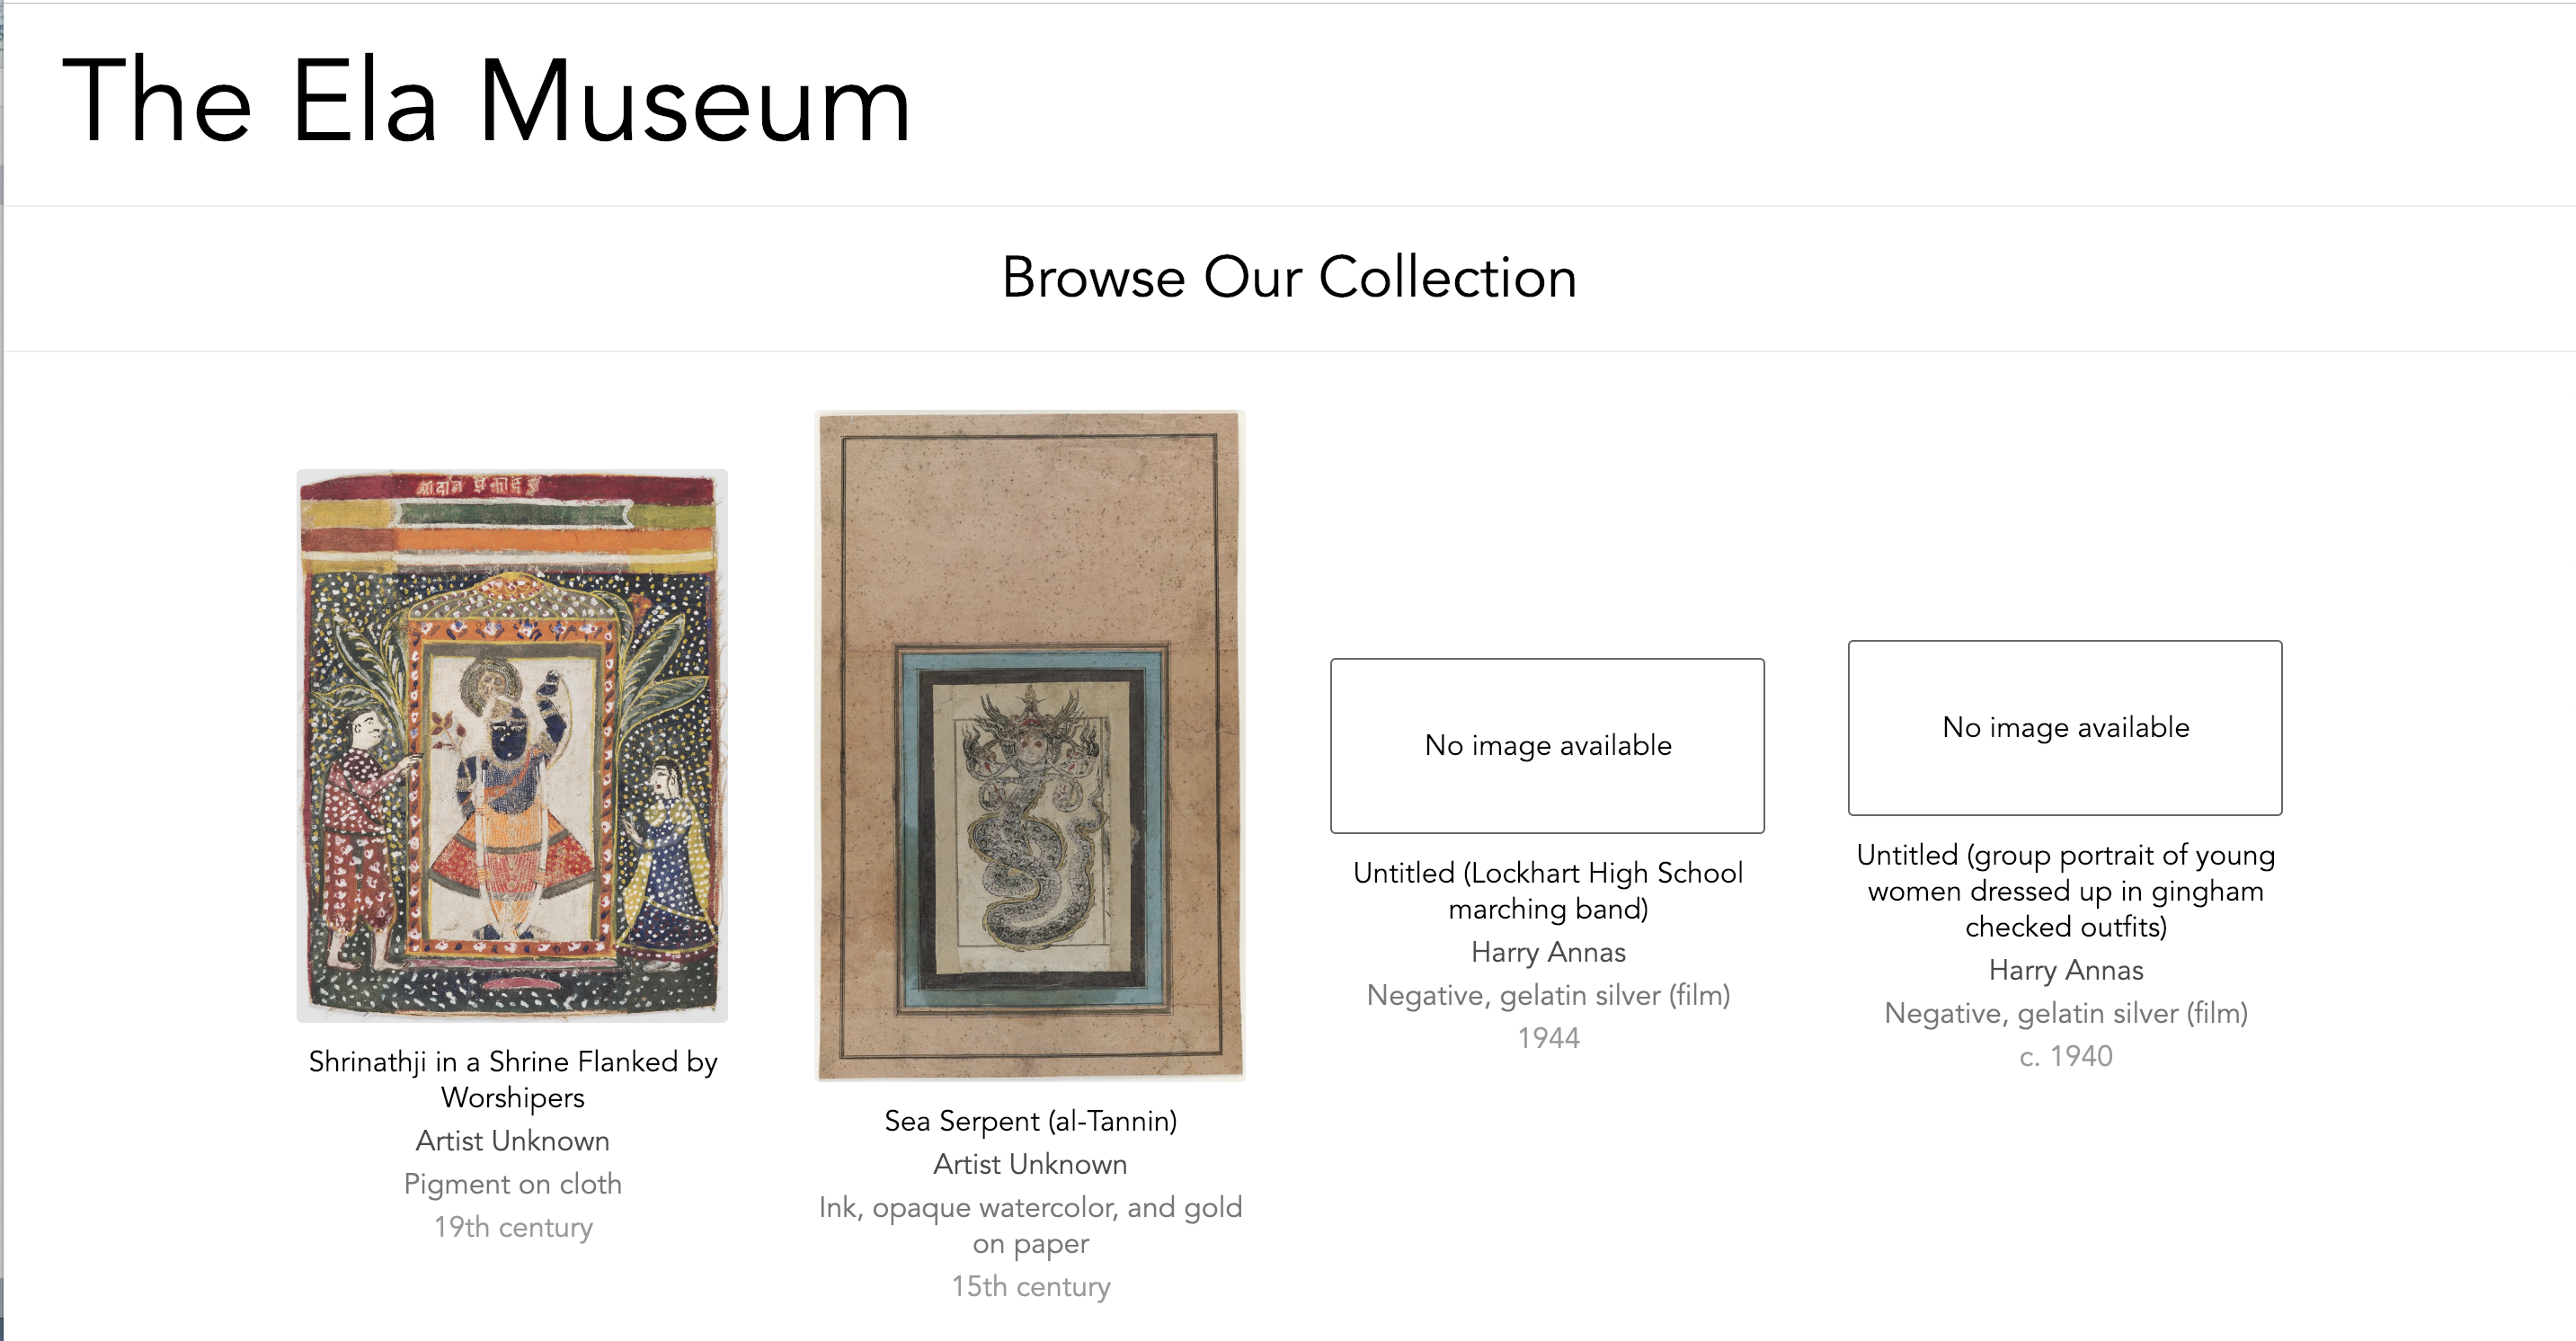 The Ela Museum
Browse Our Collection
Shrinathji in a Shrine Flanked by
Worshipers
Artist Unknown
Pigment on cloth
19th century
Sea Serpent (al-Tannin)
Artist Unknown
Ink, opaque watercolor, and gold
on paper
15th century
No image available
Untitled (Lockhart High School
marching band)
Harry Annas
Negative, gelatin silver (film)
1944
No image available
Untitled (group portrait of young
women dressed up in gingham
checked outfits)
Harry Annas
Negative, gelatin silver (film)
c. 1940